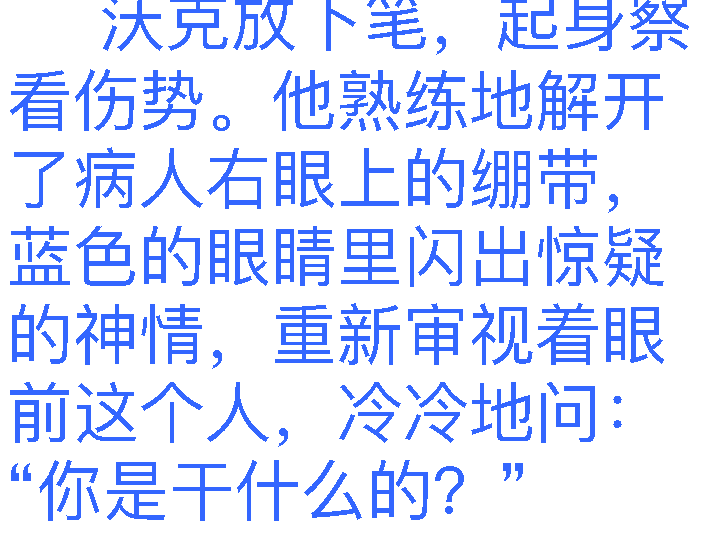 沃克放下笔，起身察
看伤势。他熟练地解开
了病人右眼上的绷带，
蓝色的眼睛里闪出惊疑
的神情，重新审视着眼
前这个人，冷冷地问：
“你是干什么的？”